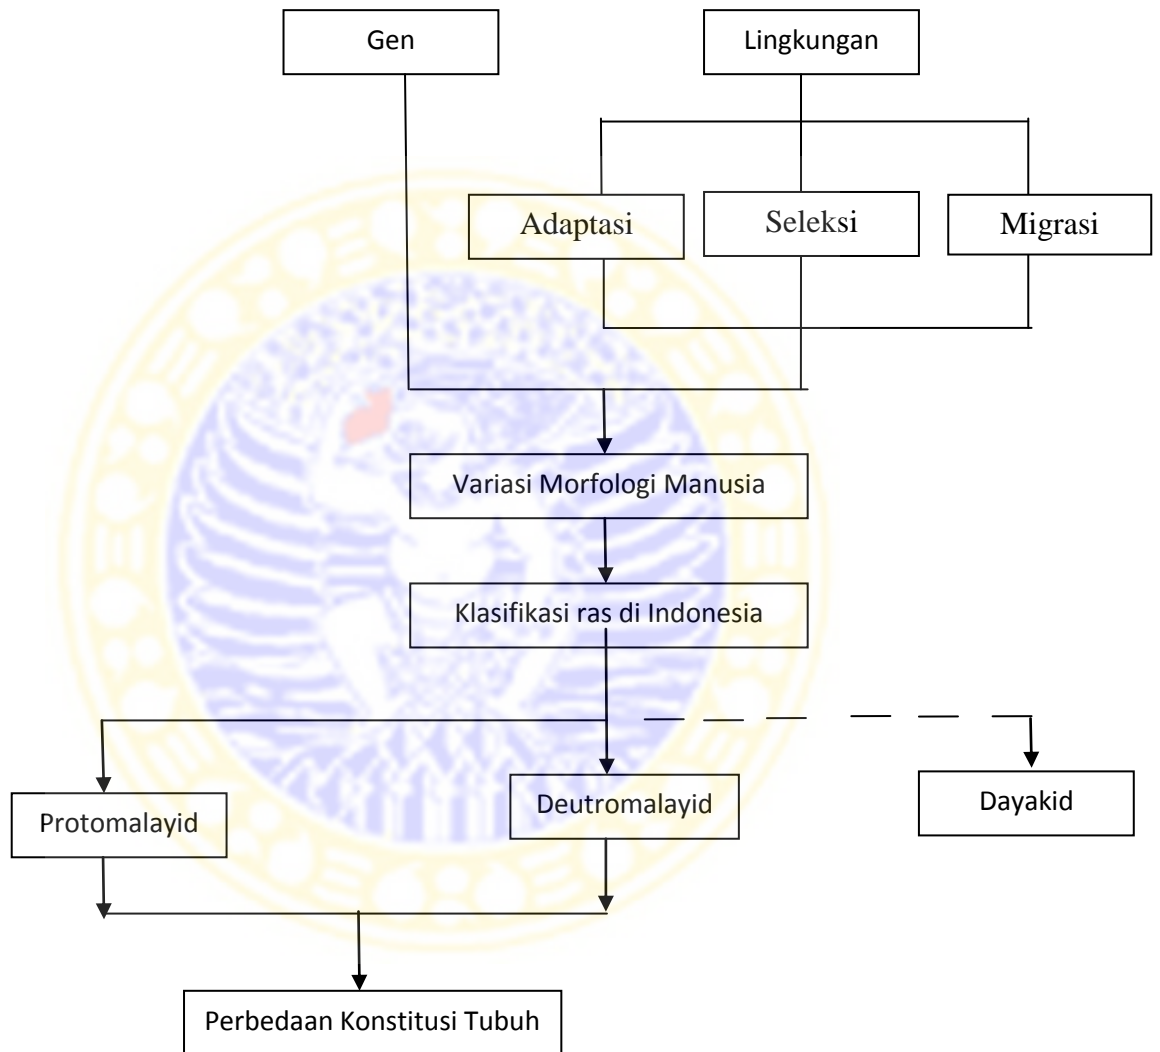 Gen
Lingkungan
Adaptasi
Seleksi
Migrasi
Variasi Morfologi Manusia
Klasifikasi ras di Indonesia
Protomalayid
Deutromalayid
Dayakid
Perbedaan Konstitusi Tubuh